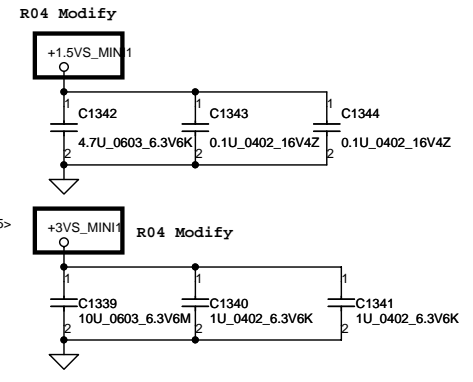 R04 Modify
+1.5VS_MINI1
1
1
1
C1342
C1343
C1344
4.7U_0603_6.3V6K
0.1U_0402_16V4Z
0.1U_0402_16V4Z
2
2
2
5>
+3VS_MINI1
R04 Modify
1
1
1
C1339
C1340
C1341
10U_0603_6.3V6M
1U_0402_6.3V6K
1U_0402_6.3V6K
2
2
2